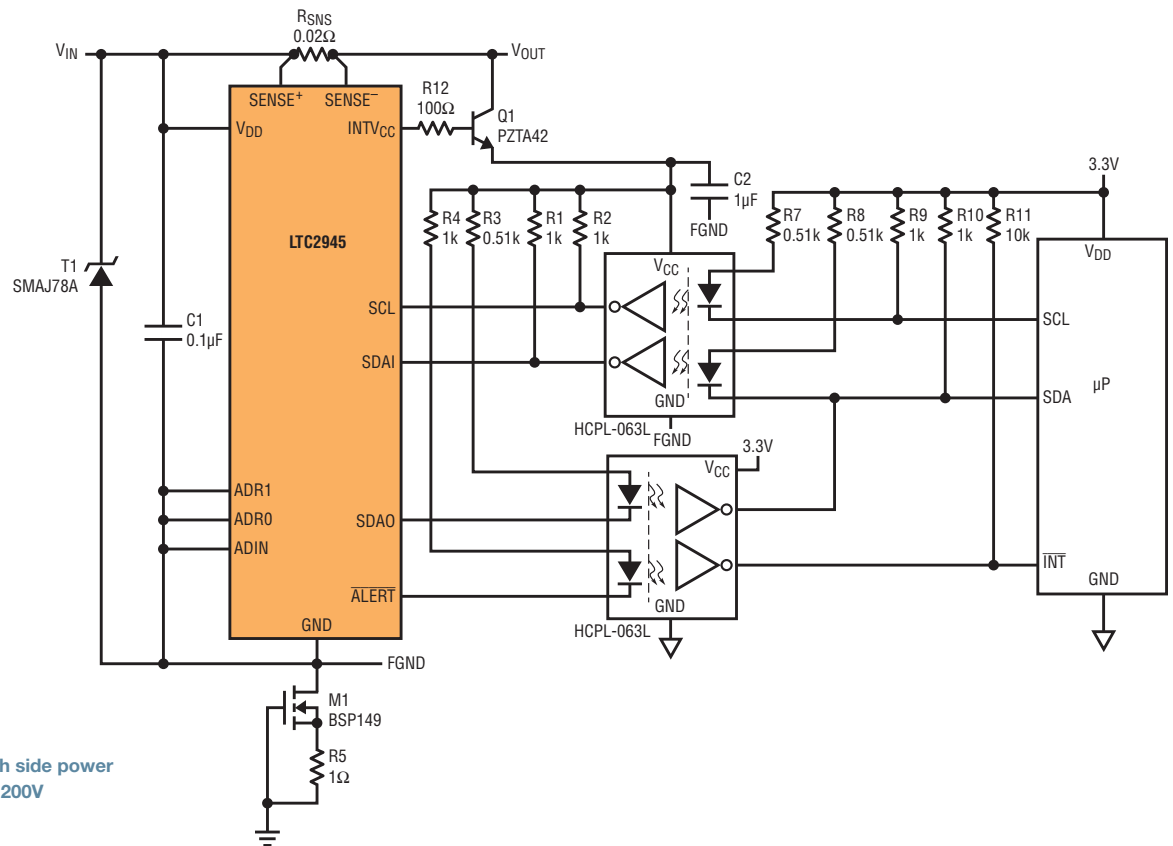 RSNS
0.02Ω
VIN
VOUT
SENSE+ SENSE−
R12
100Ω
Q1
PZTA42
VDD
INTVCC
LTC2945
3.3V
C2
1µF
FGND
R4
1k
R3
0.51k
R1
1k
R2
1k
R7
0.51k
R8
0.51k
R9
1k
R10
1k
R11
10k
T1
SMAJ78A
C1
0.1µF
VCC
VDD
SCL
SCL
SDAI
SDA
µP
GND
HCPL-063L
FGND
3.3V
VCC
ADR1
ADR0
ADIN
SDAO
ALERT
INT
GND
GND
GND
HCPL-063L
FGND
M1
BSP149
R5
1Ω
h side power
200V